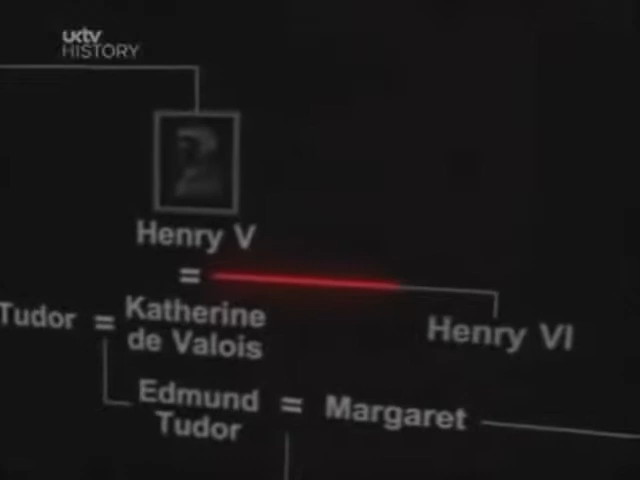 uktv
HISTORY
Henry V
=
Tudor = Katherine
de Valois
Henry VI
Edmund = Margaret
Tudor